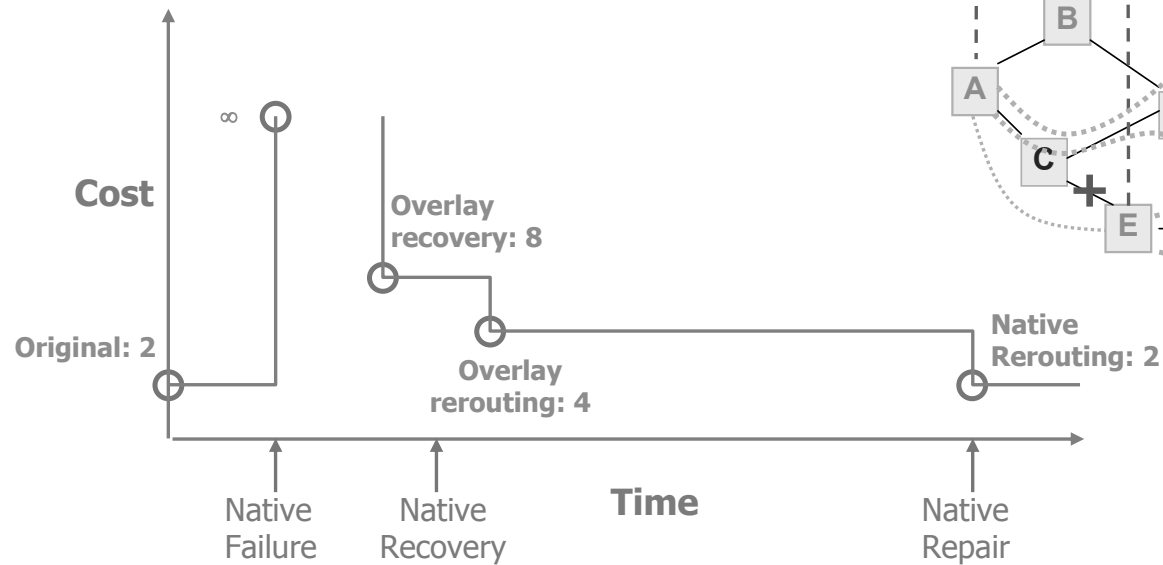 B
A
∞
C
Cost
Overlay
recovery: 8
E
Native
Rerouting: 2
Original: 2
Overlay
rerouting: 4
Native
Failure
Native
Recovery
Time
Native
Repair